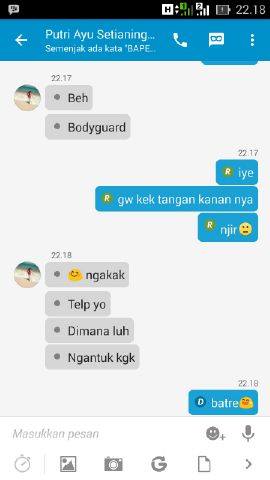 22.18
Putri Ayu Setianing...
Semenjak ada kata "BAPE...
22.17
Beh
Bodyguard
22.17
R iye
R gw kek tangan kanan nya
R njir
22.18
ngakak
Telp yo
Dimana luh
Ngantuk kgk
22.18
D batre
Masukkan pesan